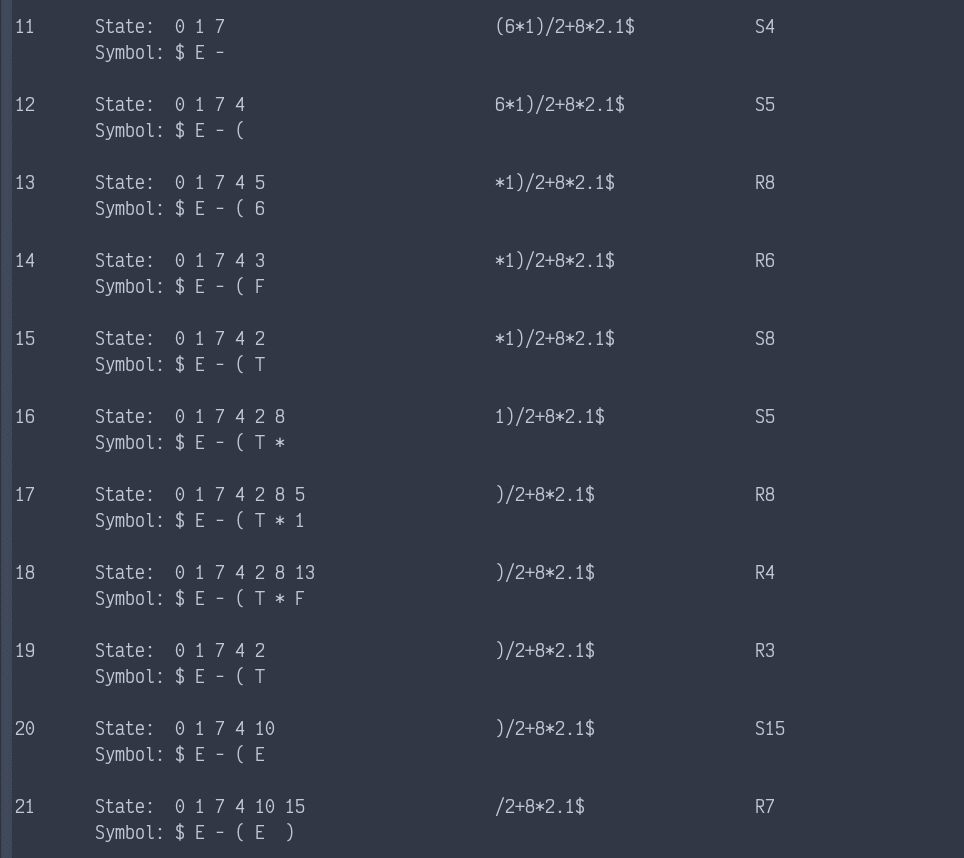 11 State: 0 1 7 (6*1)/2+8*2.1$ S4
Symbol: $ E -
12 State: 0 1 7 4 6*1)/2+8*2.1$ S5
Symbol: $ E - (
13 State: 0 1 7 4 5 *1)/2+8*2.1$ R8
Symbol: $ E - ( 6
14 State: 0 1 7 4 3 *1)/2+8*2.1$ R6
Symbol: $ E - ( F
15 State: 0 1 7 4 2 *1)/2+8*2.1$ S8
Symbol: $ E - ( T
16 State: 0 1 7 4 2 8 1)/2+8*2.1$ S5
Symbol: $ E - ( T *
17 State: 0 1 7 4 2 8 5 )/2+8*2.1$ R8
Symbol: $ E - ( T * 1
18 State: 0 1 7 4 2 8 13 )/2+8*2.1$ R4
Symbol: $ E - ( T * F
19 State: 0 1 7 4 2 )/2+8*2.1$ R3
Symbol: $ E - ( T
20 State: 0 1 7 4 10 )/2+8*2.1$ S15
Symbol: $ E - ( E
21 State: 0 1 7 4 10 15 /2+8*2.1$ R7
Symbol: $ E - ( E )